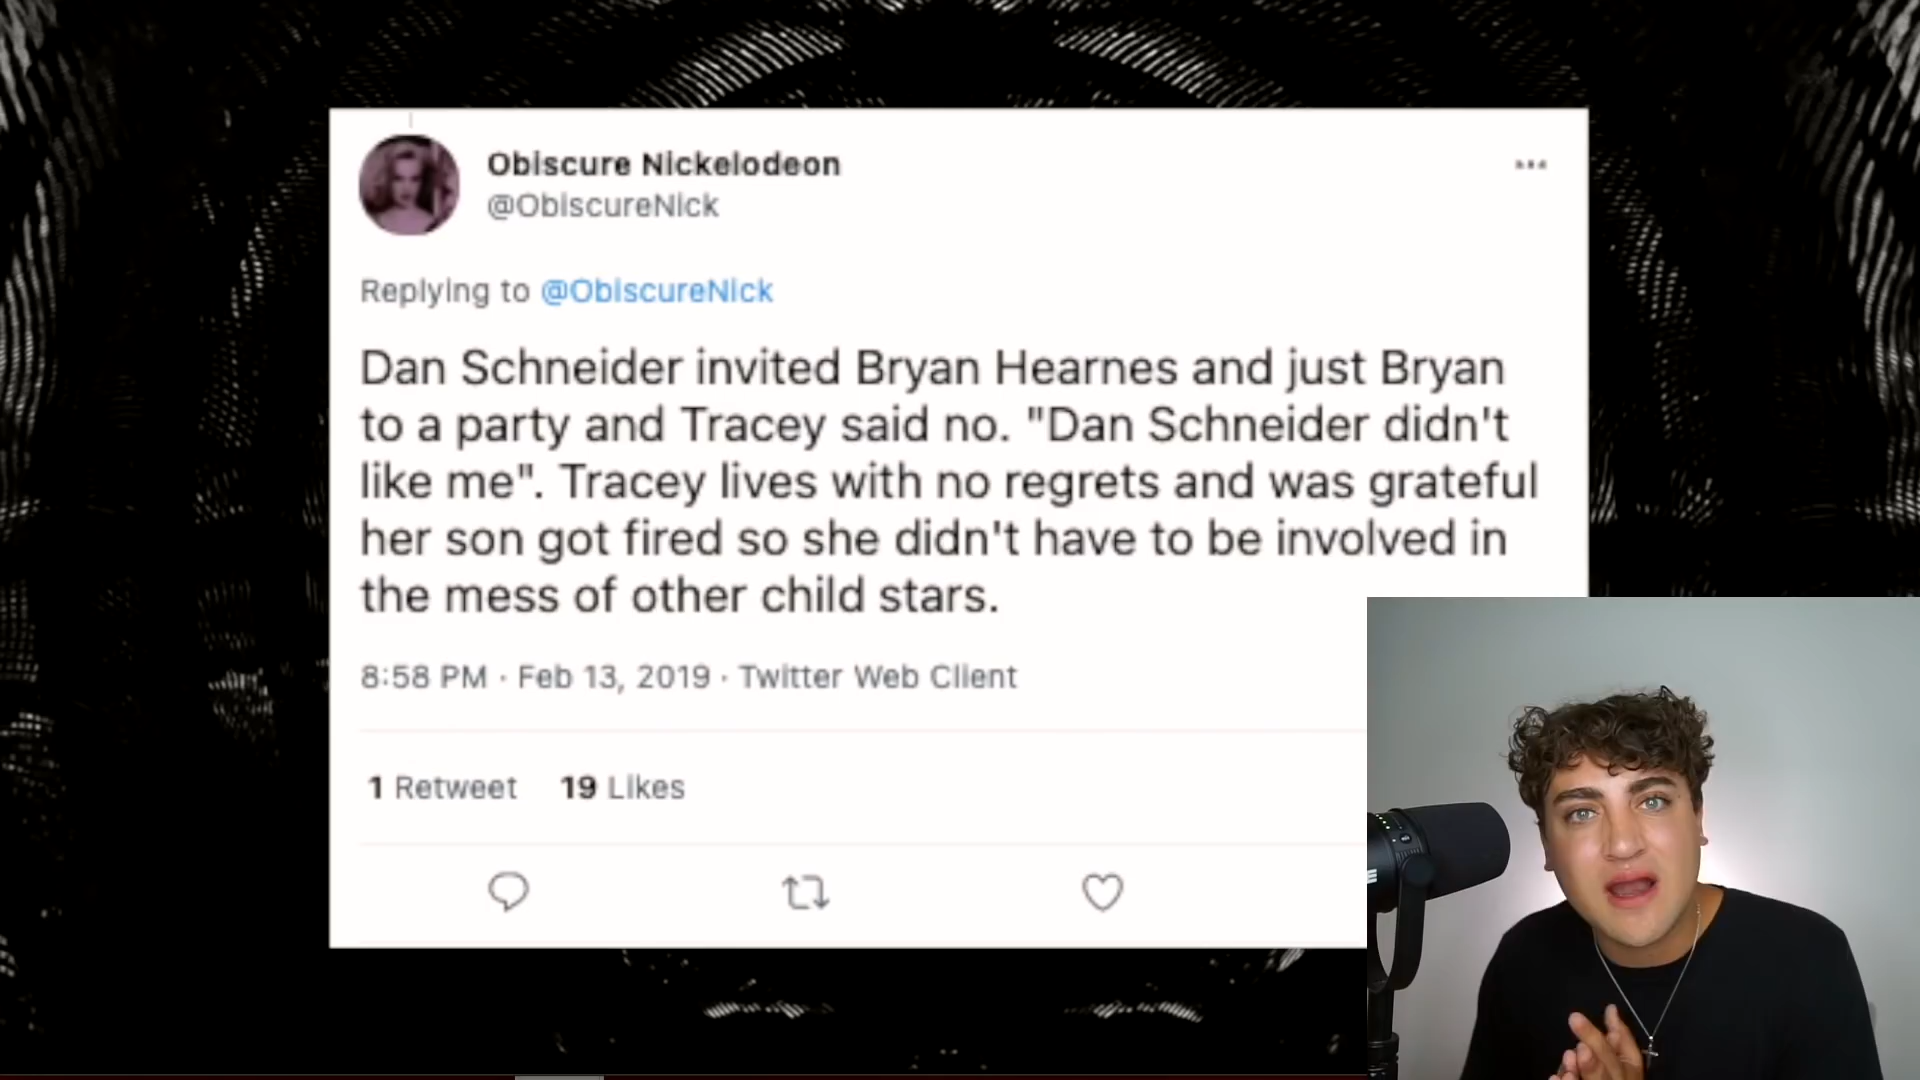 Obiscure Nickelodeon
@ObiscureNick
Replying to @ObiscureNick
Dan Schneider invited Bryan Hearnes and just Bryan
to a party and Tracey said no. "Dan Schneider didn't
like me". Tracey lives with no regrets and was grateful
her son got fired so she didn't have to be involved in
the mess of other child stars.
8:58 PM · Feb 13, 2019 · Twitter Web Client
1 Retweet 19 Likes